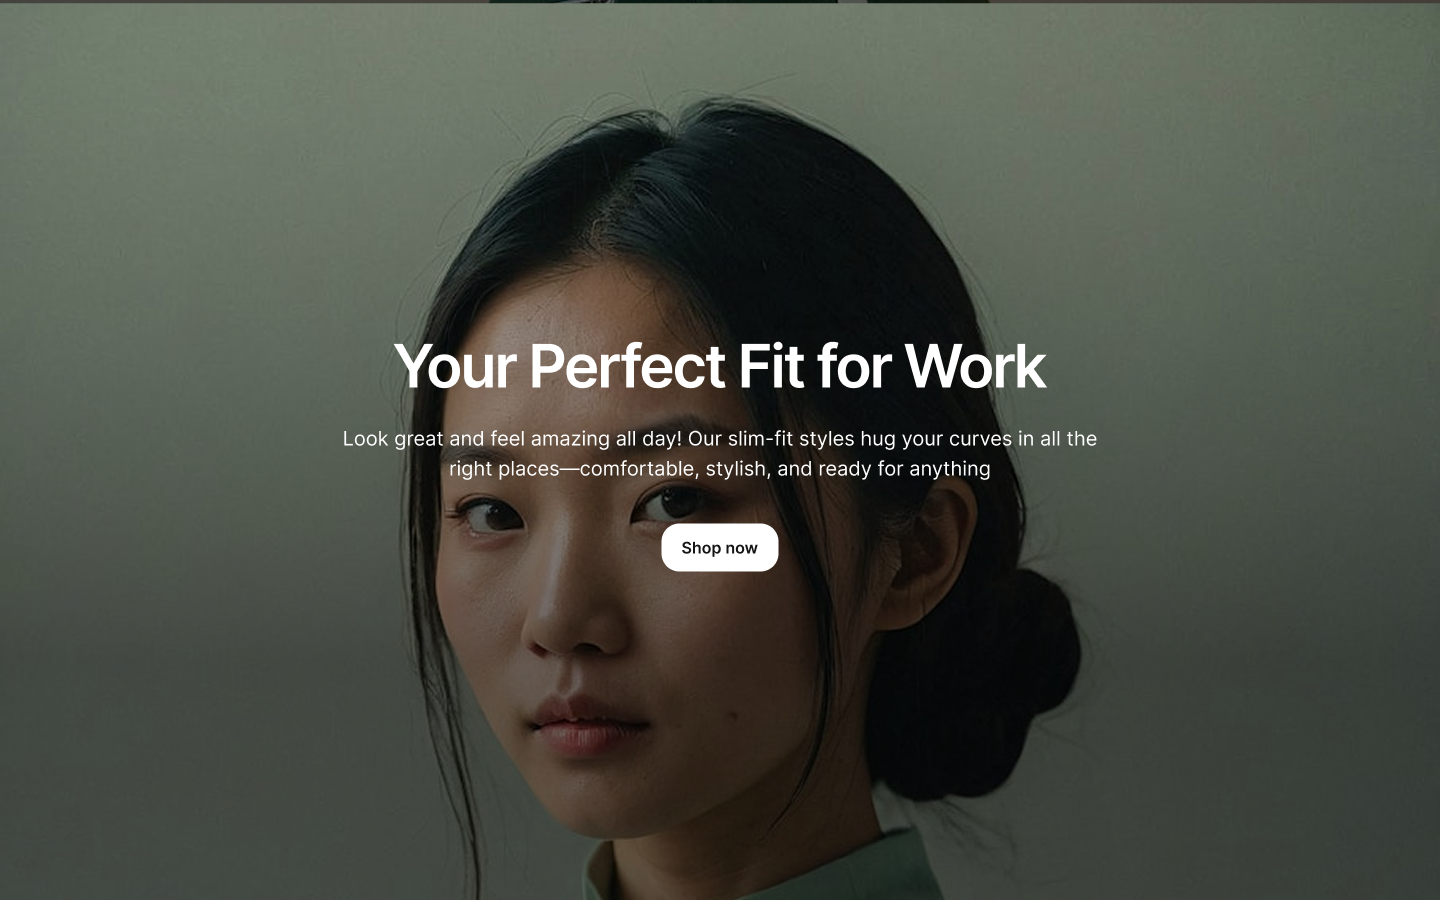 Your Perfect Fit for Work
Look great and feel amazing all day! Our slim-fit styles hug your curves in all the
right places—comfortable, stylish, and ready for anything
Shop now